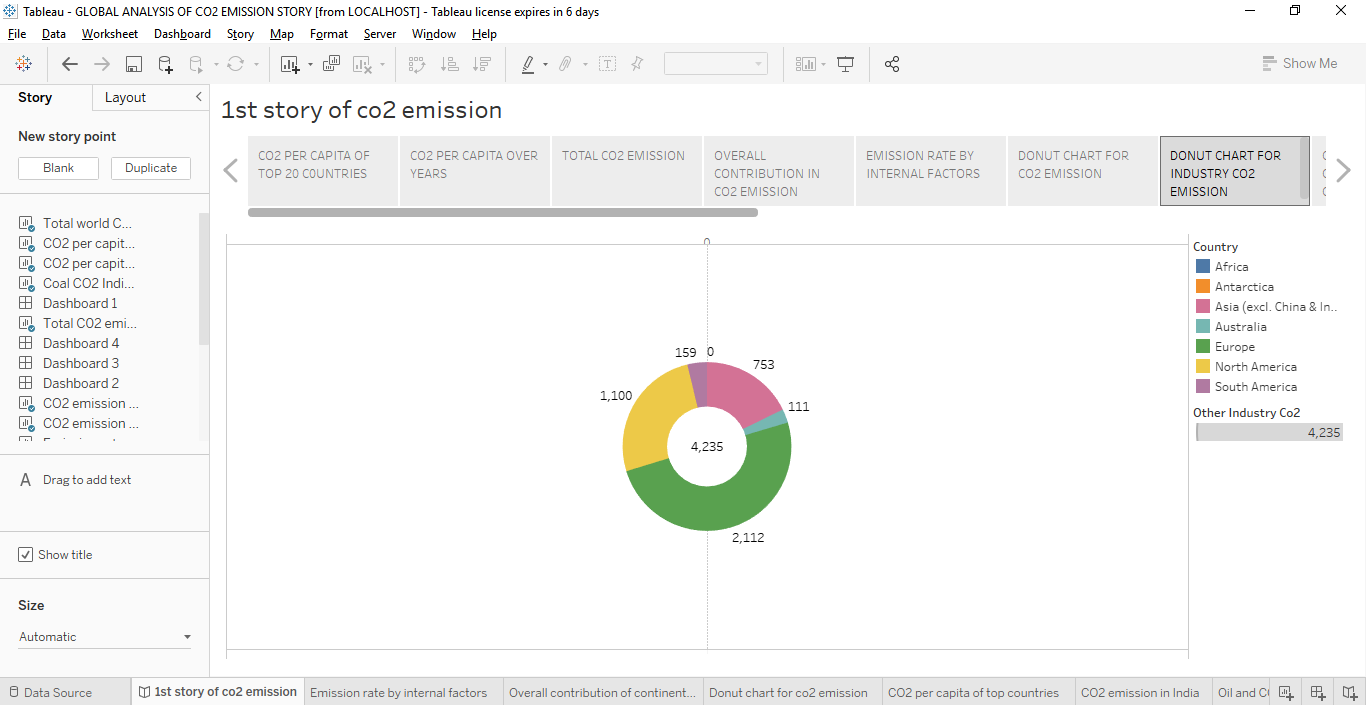 Tableau - GLOBAL ANALYSIS OF CO2 EMISSION STORY [from LOCALHOST] - Tableau license expires in 6 days
File Data Worksheet Dashboard Story Map Format Server Window Help
Show Me
Story Layout
New story point
Blank Duplicate
Total world C...
CO2 per capit...
CO2 per capit...
Coal CO2 Indi...
Dashboard 1
Total CO2 emi...
Dashboard 4
Dashboard 3
Dashboard 2
CO2 emission ...
CO2 emission ...
A Drag to add text
Show title
Size
Automatic
1st story of co2 emission
CO2 PER CAPITA OF
TOP 20 COUNTRIES
CO2 PER CAPITA OVER
YEARS
TOTAL CO2 EMISSION
OVERALL
CONTRIBUTION IN
CO2 EMISSION
EMISSION RATE BY
INTERNAL FACTORS
DONUT CHART FOR
CO2 EMISSION
DONUT CHART FOR
INDUSTRY CO2
EMISSION
0
159 0
753
1,100
111
4,235
2,112
Country
Africa
Antarctica
Asia (excl. China & In..
Australia
Europe
North America
South America
Other Industry Co2
4,235
Data Source 1st story of co2 emission Emission rate by internal factors Overall contribution of continent... Donut chart for co2 emission CO2 per capita of top countries CO2 emission in India Oil and